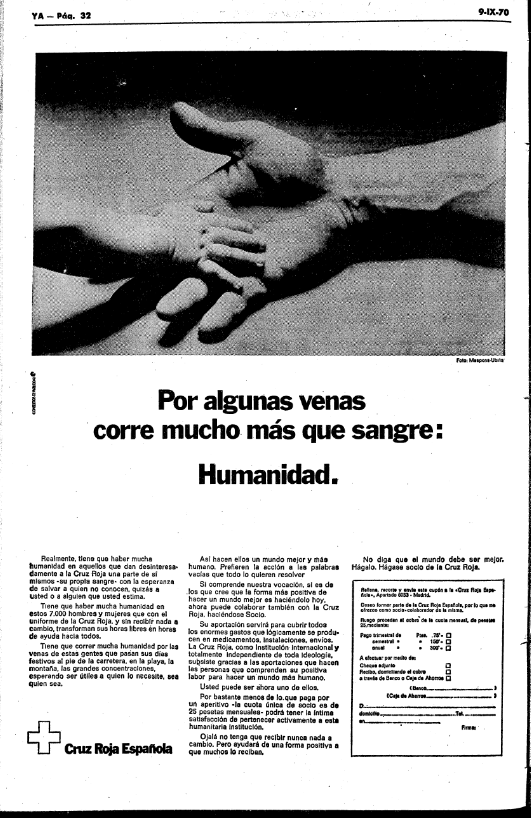 YA — Pág. 32
9-IX-70
Foto: Maspons-Ubiña
Por algunas venas
corre mucho más que sangre:
Humanidad.
Realmente, tiene que haber mucha
humanidad en aquellos que dan desinteresa-
damente a la Cruz Roja una parte de sí
mismos -su propia sangre- con la esperanza
de salvar a quien no conocen, quizás a
usted o a alguien que usted estima.
Tiene que haber mucha humanidad en
estos 7.000 hombres y mujeres que con el
uniforme de la Cruz Roja, y sin recibir nada a
cambio, transforman sus horas libres en horas
de ayuda hacia todos.
Tiene que correr mucha humanidad por las
venas de estas gentes que pasan sus días
festivos al pie de la carretera, en la playa, la
montaña, las grandes concentraciones,
esperando ser útiles a quien lo necesite, sea
quien sea.
Cruz Roja Española
Así hacen ellos un mundo mejor y más
humano. Prefieren la acción a las palabras
vacías que todo lo quieren resolver
Si comprende nuestra vocación, si es de
los que cree que la forma más positiva de
hacer un mundo mejor es haciéndolo hoy,
ahora puede colaborar también con la Cruz
Roja, haciéndose Socio.
Su aportación servirá para cubrir todos
los enormes gastos que lógicamente se produ-
cen en medicamentos, instalaciones, envíos.
La Cruz Roja, como Institución Internacional y
totalmente independiente de toda ideología,
subsiste gracias a las aportaciones que hacen
las personas que comprenden su positiva
labor para hacer un mundo más humano.
Usted puede ser ahora uno de ellos.
Por bastante menos de lo que paga por
un aperitivo -la cuota única de socio es de
25 pesetas mensuales- podrá tener la íntima
satisfacción de pertenecer activamente a esta
humanitaria institución.
Ojalá no tenga que recibir nunca nada a
cambio. Pero ayudará de una forma positiva a
que muchos lo reciban.
No diga que el mundo debe ser mejor.
Hágalo. Hágase socio de la Cruz Roja.
Rellene, recorte y envíe este cupón a la «Cruz Roja Espa-
ñola», Apartado 6033 - Madrid.
Deseo formar parte de la Cruz Roja Española, por lo que me
ofrezco como socio-colaborador de la misma.
Ruego procedan al cobro de la cuota mensual, de pesetas
25, mediante:
Pago trimestral de Ptas. 75'-
semestral » » 150'-
anual » » 300'-
A efectuar por medio de:
Cheque adjunto
Recibo, domiciliando el cobro
a través de Banco o Caja de Ahorros
(Banco )
(Caja de Ahorros )
D.
domicilio Tel.
en
Firma: